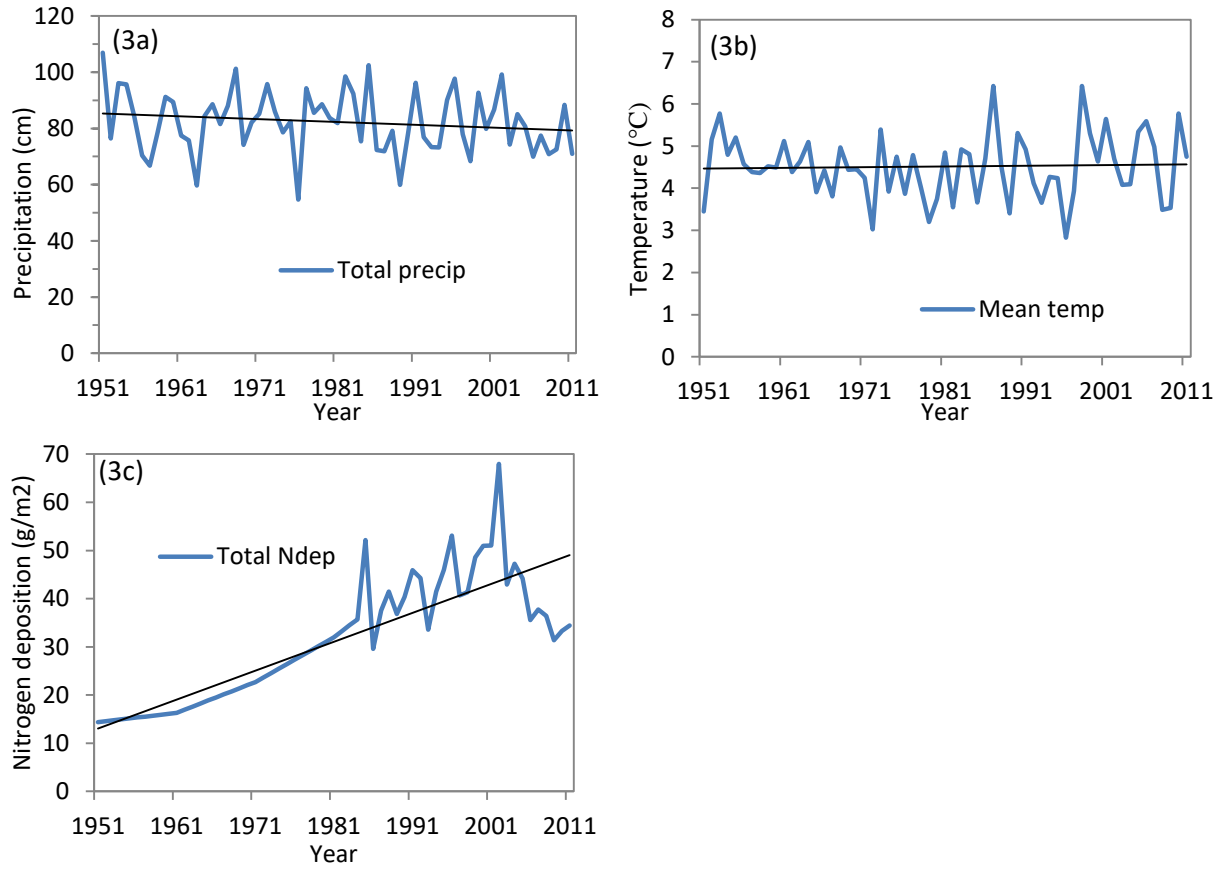 (3a)
Precipitation (cm)
120
100
80
60
40
20
0
Total precip
1951 1961 1971 1981 1991 2001 2011
Year
(3b)
Temperature (°C)
8
7
6
5
4
3
2
1
0
Mean temp
1951 1961 1971 1981 1991 2001 2011
Year
(3c)
Nitrogen deposition (g/m2)
70
60
50
40
30
20
10
0
Total Ndep
1951 1961 1971 1981 1991 2001 2011
Year